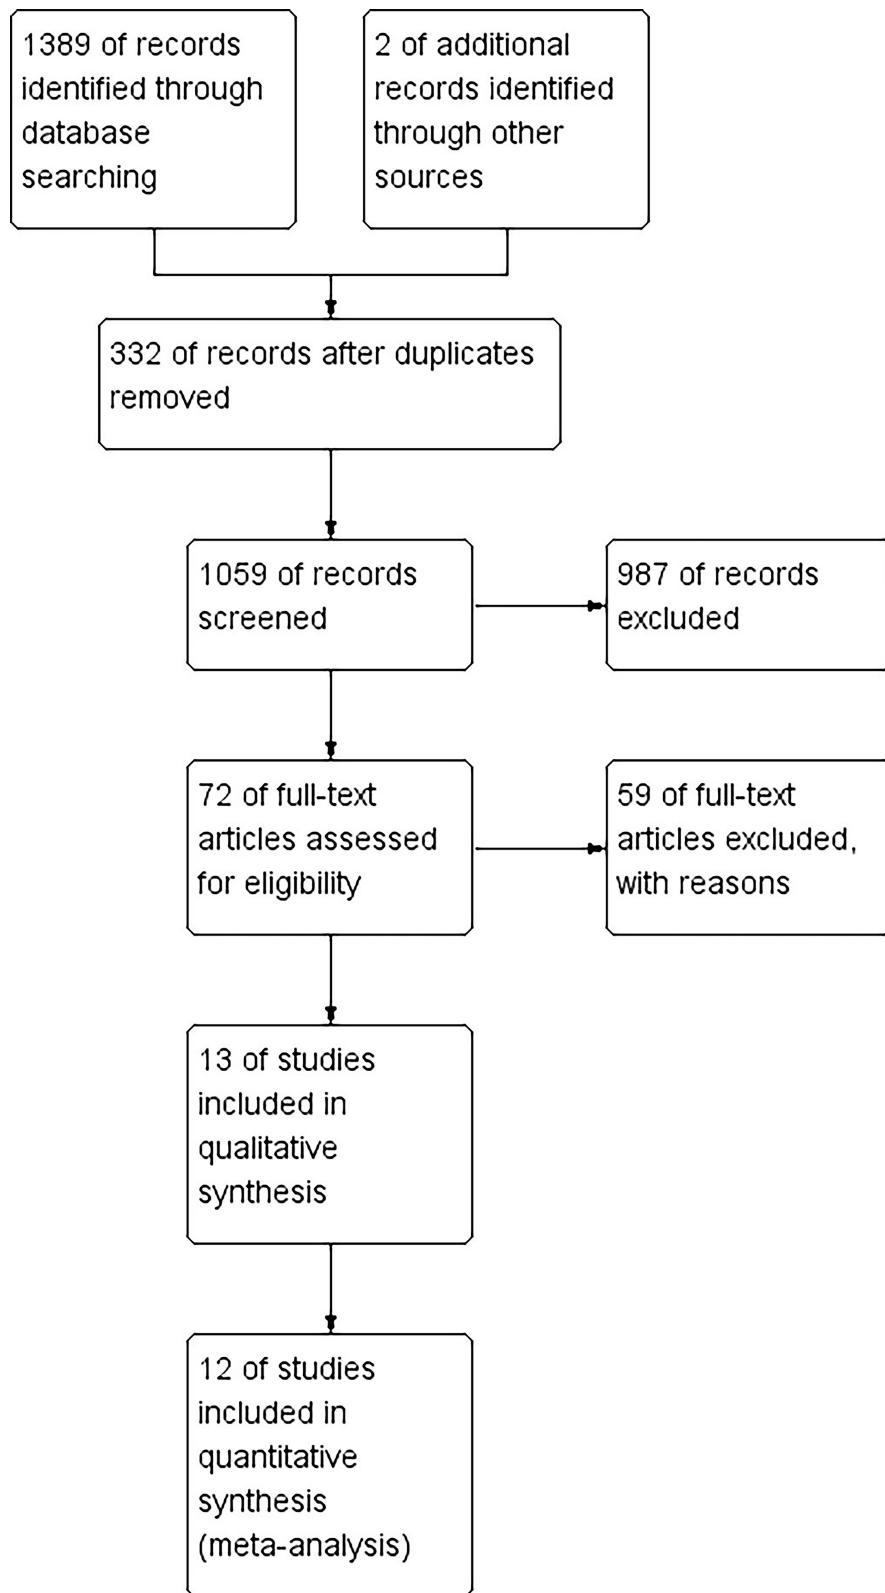 1389 of records
identified through
database
searching
2 of additional
records identified
through other
sources
332 of records after duplicates
removed
1059 of records
screened
987 of records
excluded
72 of full-text
articles assessed
for eligibility
59 of full-text
articles excluded,
with reasons
13 of studies
included in
qualitative
synthesis
12 of studies
included in
quantitative
synthesis
(meta-analysis)